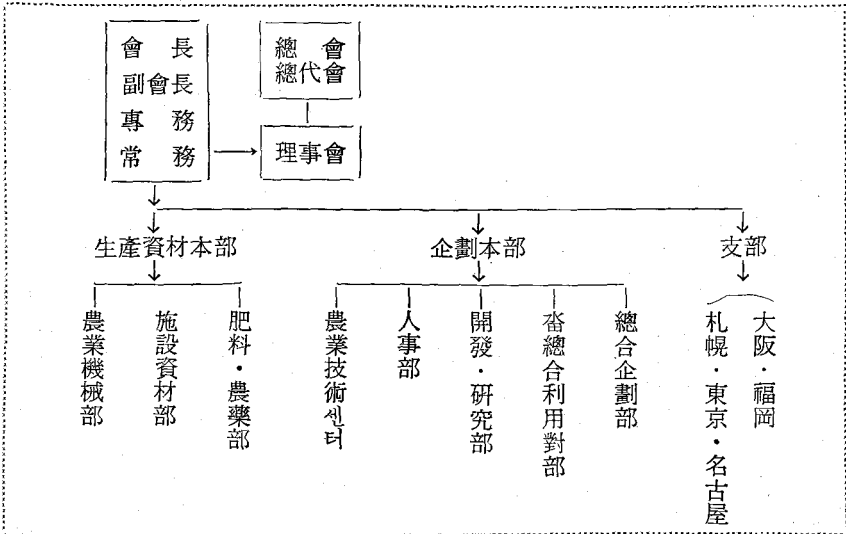 會長
副會長
專務
常務
總會
總代會
理事會
生產資材本部
企劃本部
支部
農業機械部
施設資材部
肥料・農藥部
農業技術센터
人事部
開發・硏究部
畓總合利用對部
總合企劃部
大阪・福岡
札幌・東京・名古屋